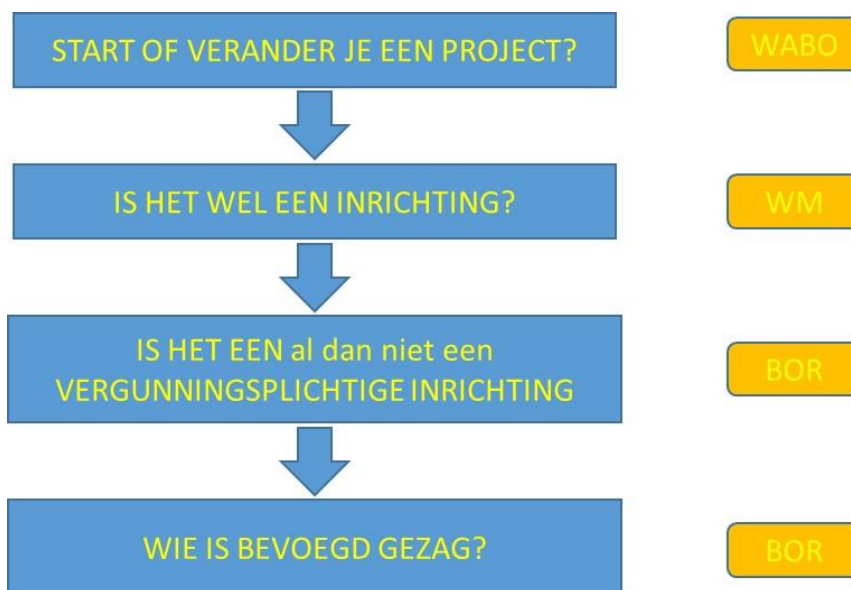 START OF VERANDER JE EEN PROJECT?
WABO
IS HET WEL EEN INRICHTING?
WM
IS HET EEN al dan niet een
VERGUNNINGSPLICHTIGE INRICHTING
BOR
WIE IS BEVOEGD GEZAG?
BOR